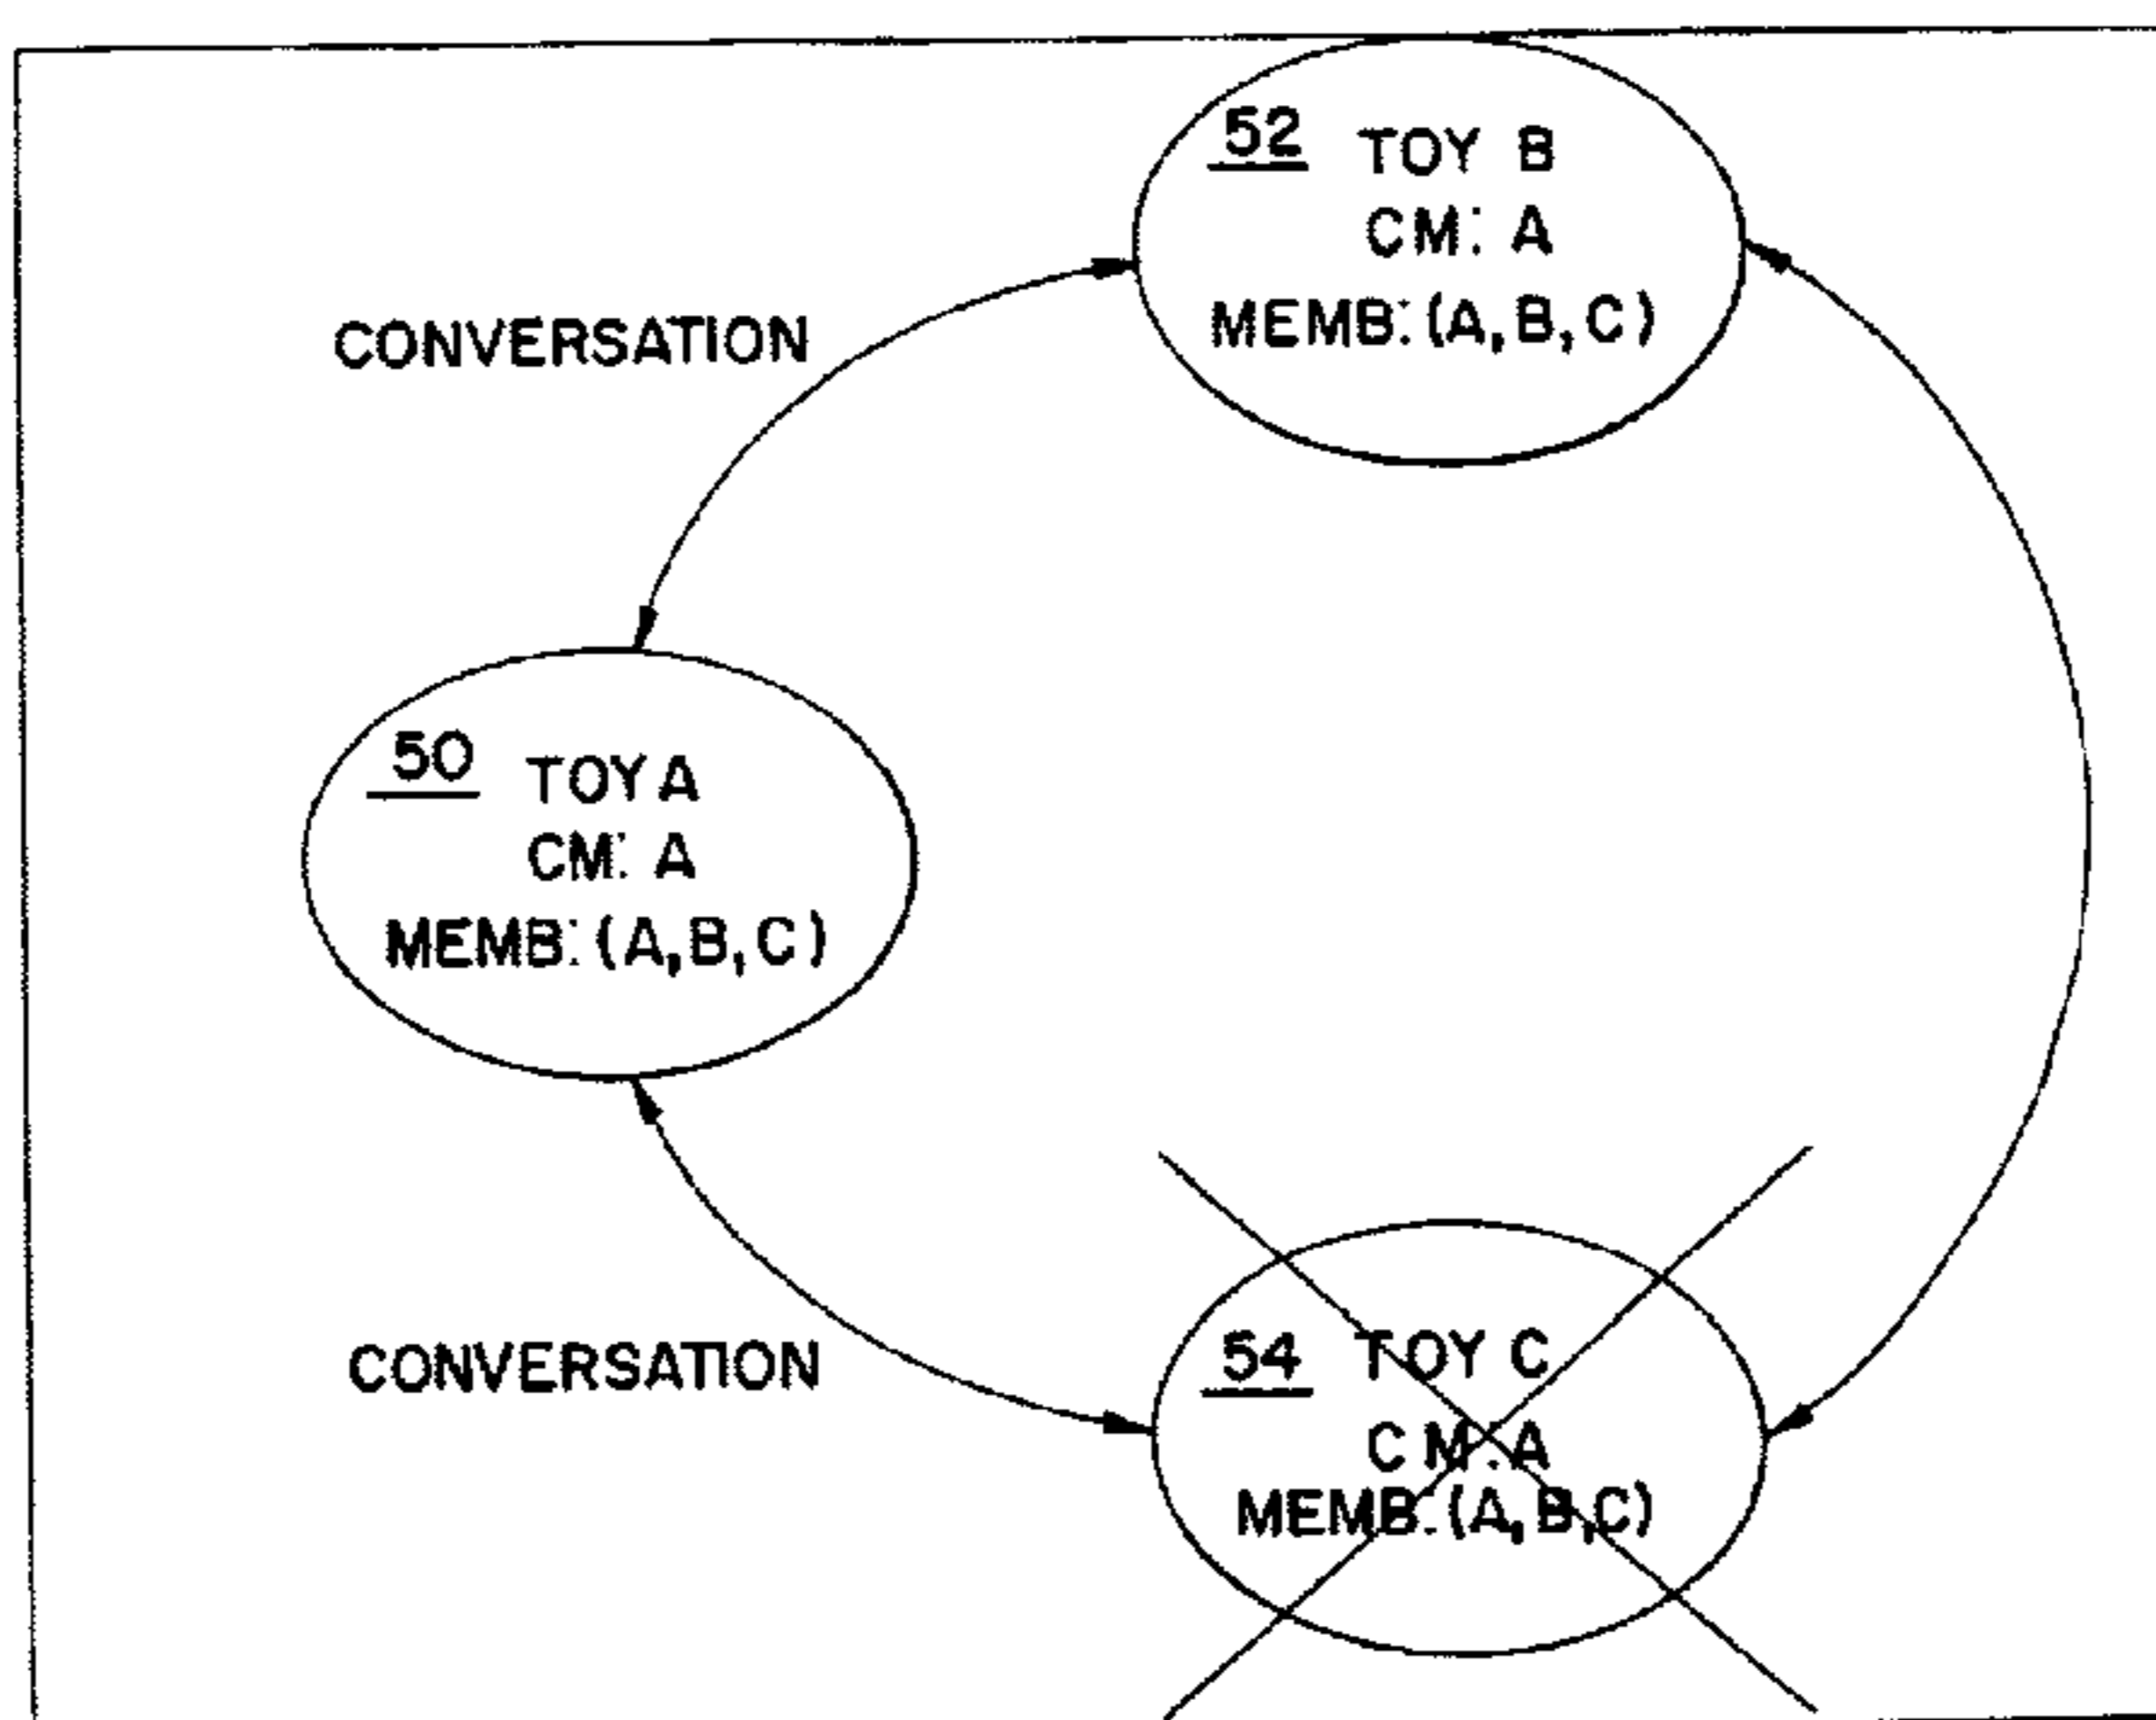 52 TOY B
CM: A
MEMB: (A,B,C)
CONVERSATION
50 TOY A
CM: A
MEMB: (A,B,C)
CONVERSATION
54 TOY C
CM: A
MEMB: (A,B,C)